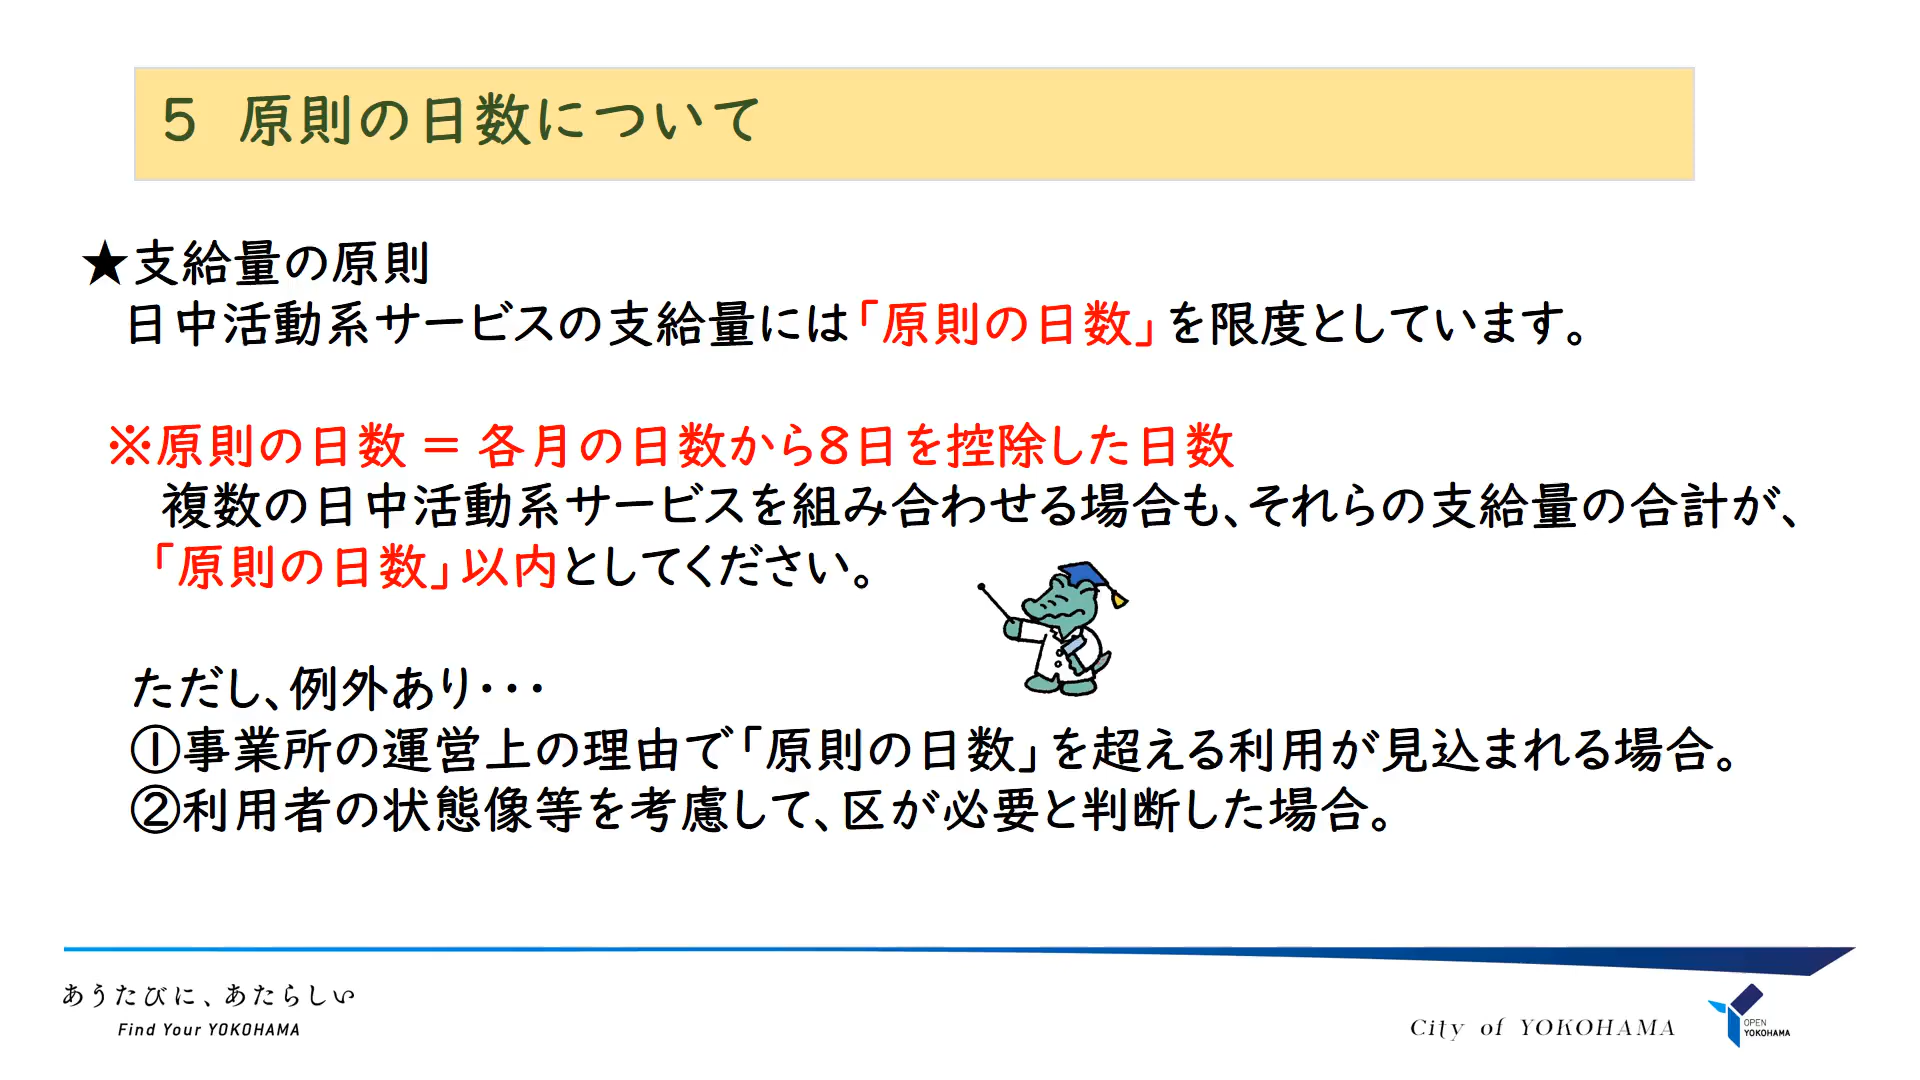 5 原則の日数について
★支給量の原則
日中活動系サービスの支給量には「原則の日数」を限度としています。
※原則の日数 = 各月の日数から8日を控除した日数
複数の日中活動系サービスを組み合わせる場合も、それらの支給量の合計が、
「原則の日数」以内としてください。
ただし、例外あり・・・
①事業所の運営上の理由で「原則の日数」を超える利用が見込まれる場合。
②利用者の状態像等を考慮して、区が必要と判断した場合。
あうたびに、あたらしい
Find Your YOKOHAMA
City of YOKOHAMA
OPEN
YOKOHAMA